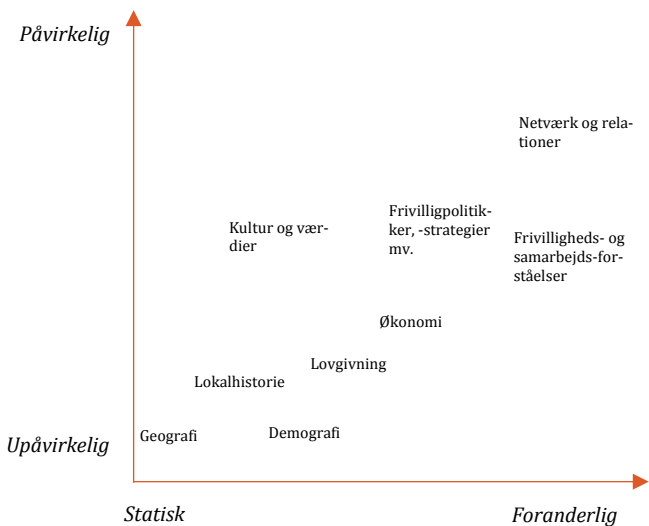 Påvirkelig
Netværk og rela-
tioner
Kultur og vær-
dier
Frivilligpolitik-
ker, -strategier
mv.
Frivilligheds- og
samarbejds-for-
ståelser
Økonomi
Lovgivning
Lokalhistorie
Upåvirkelig
Geografi
Demografi
Statisk
Foranderlig